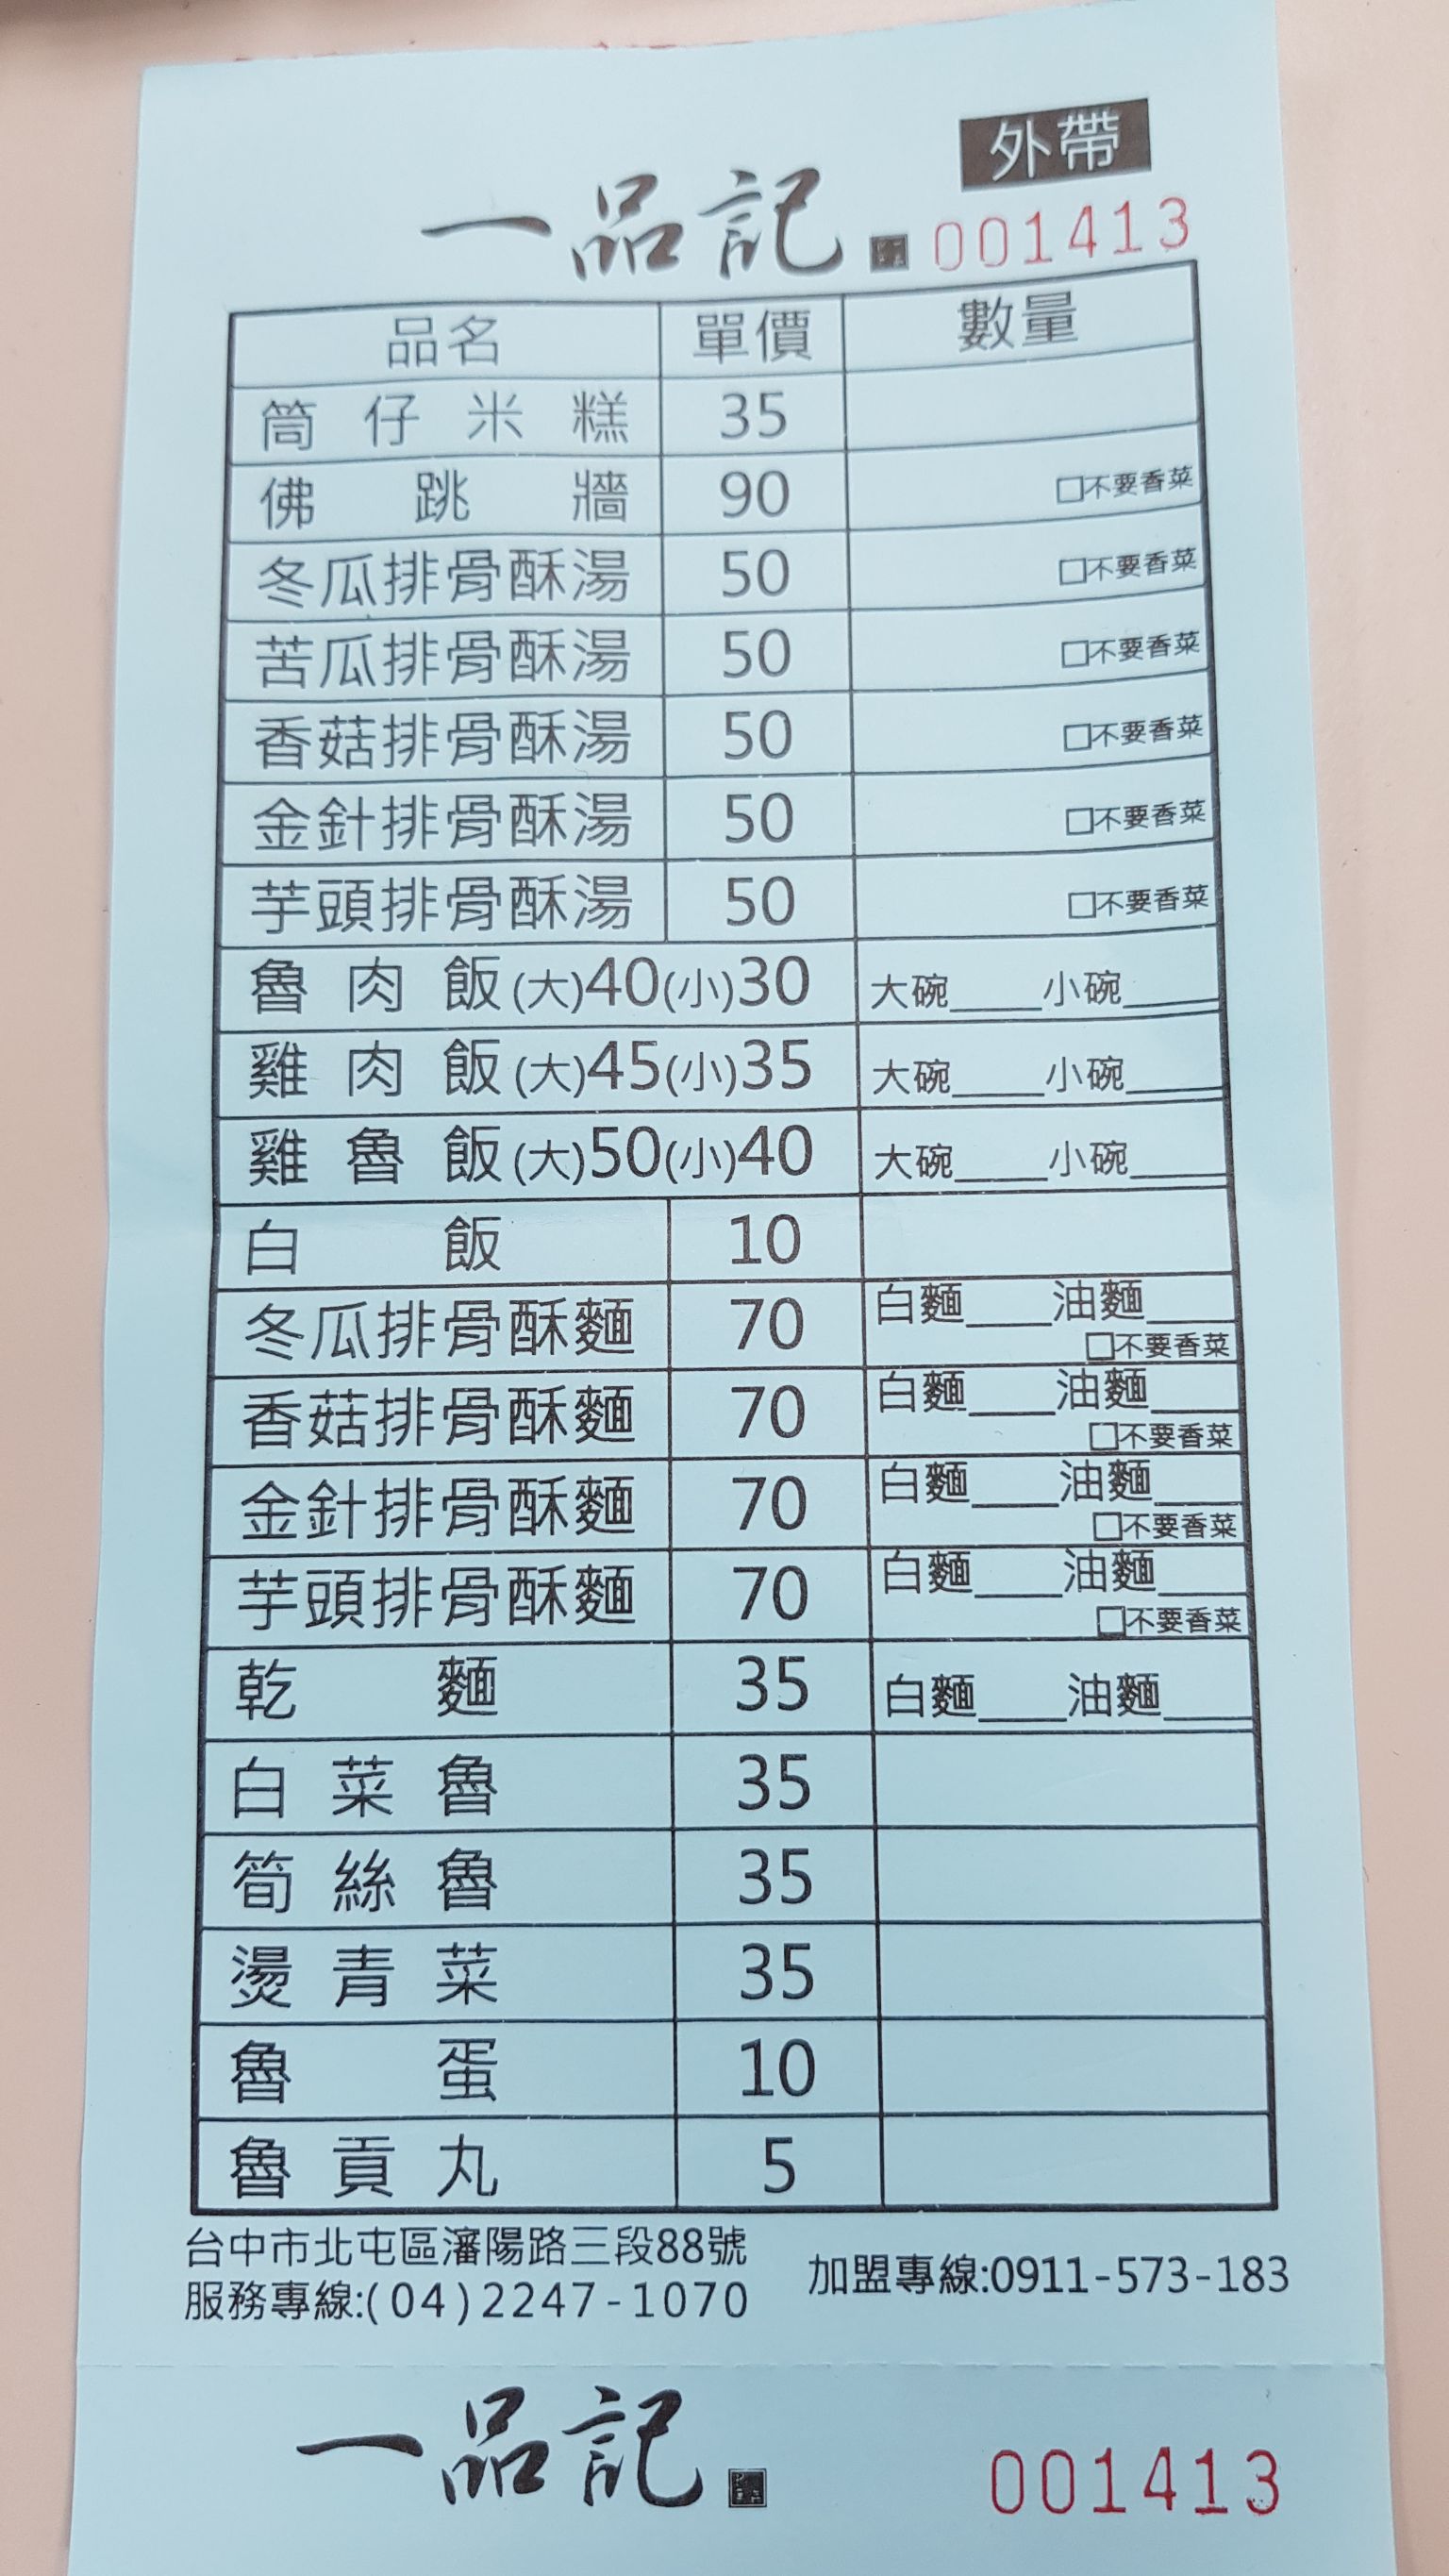 外帶
一品記 001413
品名 單價 數量
筒仔米糕 35
佛跳牆 90 □不要香菜
冬瓜排骨酥湯 50 □不要香菜
苦瓜排骨酥湯 50 □不要香菜
香菇排骨酥湯 50 □不要香菜
金針排骨酥湯 50 □不要香菜
芋頭排骨酥湯 50 □不要香菜
魯肉飯(大)40(小)30 大碗____小碗____
雞肉飯(大)45(小)35 大碗____小碗____
雞魯飯(大)50(小)40 大碗____小碗____
白飯 10
冬瓜排骨酥麵 70 白麵____油麵____
□不要香菜
香菇排骨酥麵 70 白麵____油麵____
□不要香菜
金針排骨酥麵 70 白麵____油麵____
□不要香菜
芋頭排骨酥麵 70 白麵____油麵____
□不要香菜
乾麵 35 白麵____油麵____
白菜魯 35
筍絲魯 35
燙青菜 35
魯蛋 10
魯貢丸 5
台中市北屯區瀋陽路三段88號
服務專線:(04)2247-1070 加盟專線:0911-573-183
一品記 001413